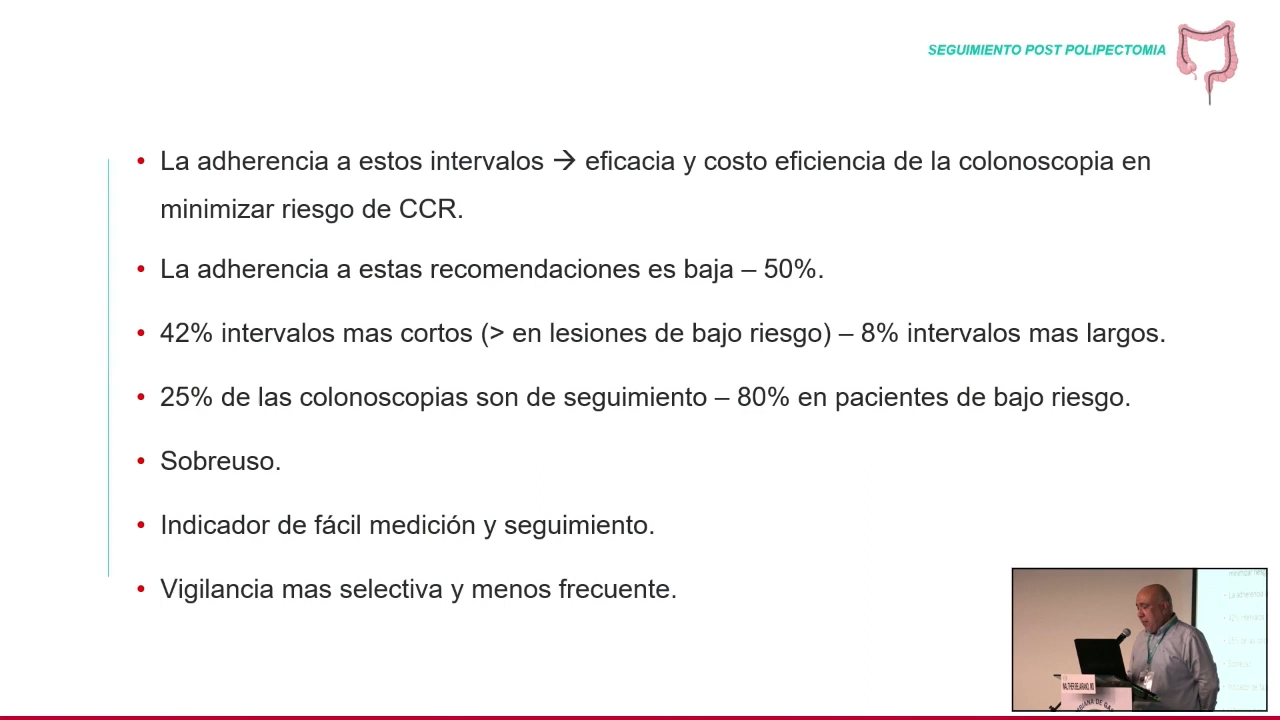 SEGUIMIENTO POST POLIPECTOMIA
• La adherencia a estos intervalos → eficacia y costo eficiencia de la colonoscopia en
minimizar riesgo de CCR.
• La adherencia a estas recomendaciones es baja – 50%.
• 42% intervalos mas cortos (> en lesiones de bajo riesgo) – 8% intervalos mas largos.
• 25% de las colonoscopias son de seguimiento – 80% en pacientes de bajo riesgo.
• Sobreuso.
• Indicador de fácil medición y seguimiento.
• Vigilancia mas selectiva y menos frecuente.